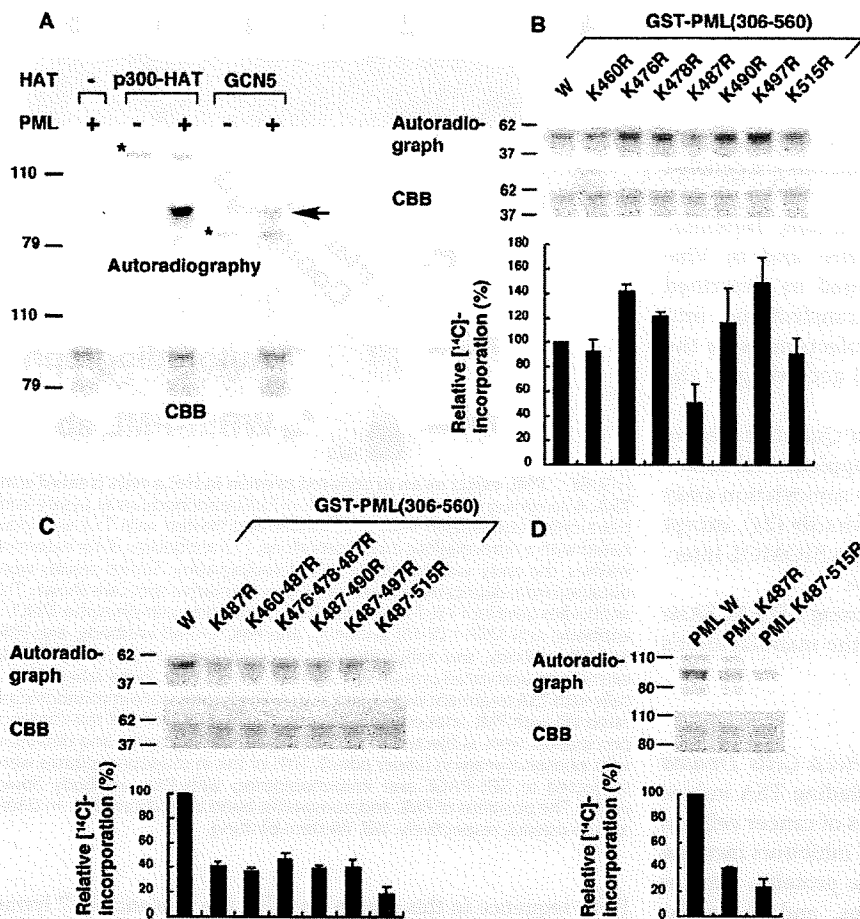 A
HAT - p300-HAT GCN5
PML + - + - +
*
110
*
79
Autoradiography
110
79
CBB
B
GST-PML(306-560)
W K460R K476R K478R K487R K490R K497R K515R
Autoradio-
graph
62
37
CBB
62
37
Relative [¹⁴C]-
Incorporation (%)
180
160
140
120
100
80
60
40
20
0
C
GST-PML(306-560)
W K487R K460·487R K476·478·487R K487·490R K487·497R K487·515R
Autoradio-
graph
62
37
CBB
62
37
Relative [¹⁴C]-
Incorporation (%)
100
80
60
40
20
0
D
PML W PML K487R PML K487·515R
Autoradio-
graph
110
80
CBB
110
80
Relative [¹⁴C]-
Incorporation (%)
100
80
60
40
20
0